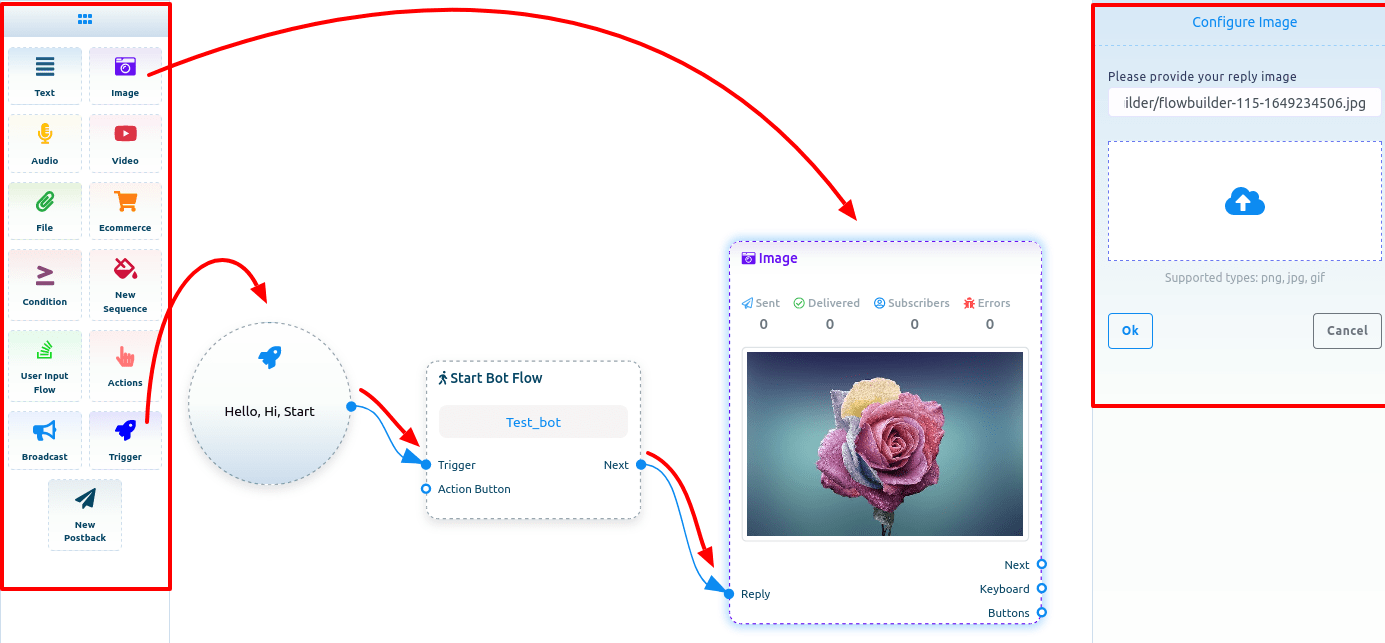 Text
Image
Audio
Video
File
Ecommerce
Condition
New
Sequence
User Input
Flow
Actions
Broadcast
Trigger
New
Postback
Hello, Hi, Start
Start Bot Flow
Test_bot
Trigger
Next
Action Button
Image
Sent
Delivered
Subscribers
Errors
0
0
0
0
Next
Reply
Keyboard
Buttons
Configure Image
Please provide your reply image
ilder/flowbuilder-115-1649234506.jpg
Supported types: png, jpg, gif
Ok
Cancel